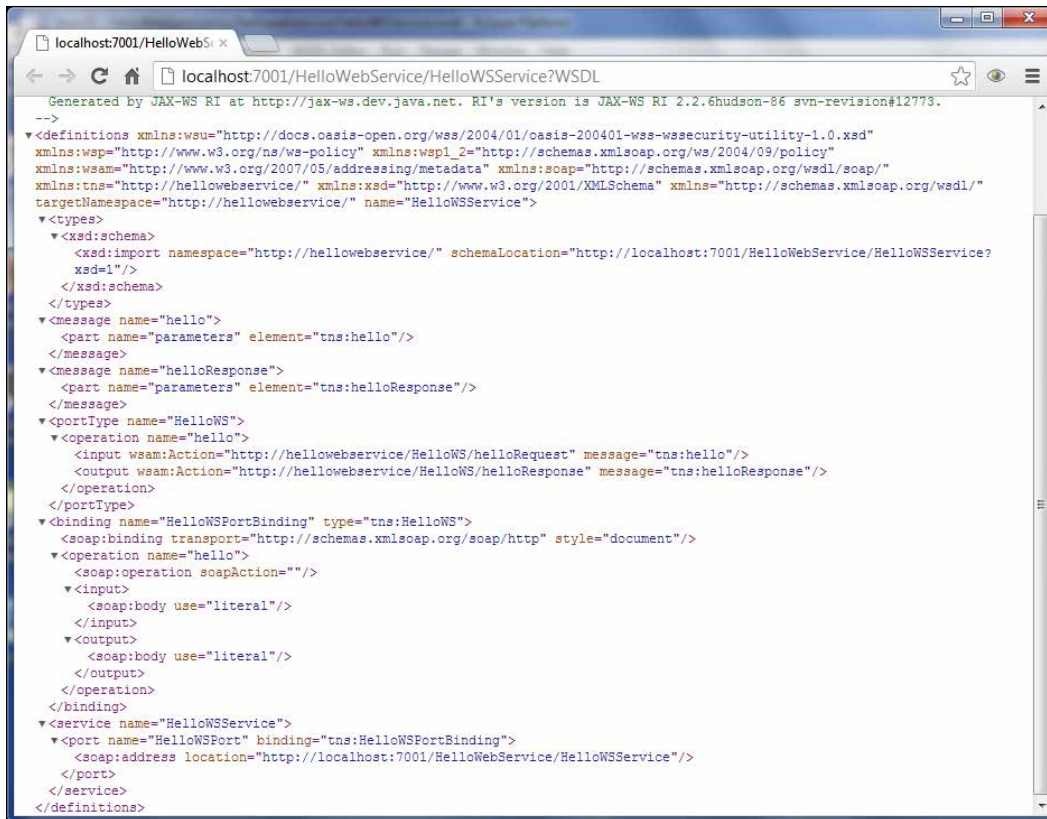 localhost:7001/HelloWebSe
localhost:7001/HelloWebService/HelloWSService?WSDL
Generated by JAX-WS RI at http://jax-ws.dev.java.net. RI's version is JAX-WS RI 2.2.6hudson-86 svn-revision#12773.
-->
<definitions xmlns:wsu="http://docs.oasis-open.org/wss/2004/01/oasis-200401-wss-wssecurity-utility-1.0.xsd"
xmlns:wsp="http://www.w3.org/ns/ws-policy" xmlns:wsp1_2="http://schemas.xmlsoap.org/ws/2004/09/policy"
xmlns:wsam="http://www.w3.org/2007/05/addressing/metadata" xmlns:soap="http://schemas.xmlsoap.org/wsdl/soap/"
xmlns:tns="http://hellowebservice/" xmlns:xsd="http://www.w3.org/2001/XMLSchema" xmlns="http://schemas.xmlsoap.org/wsdl/"
targetNamespace="http://hellowebservice/" name="HelloWSService">
<types>
<xsd:schema>
<xsd:import namespace="http://hellowebservice/" schemaLocation="http://localhost:7001/HelloWebService/HelloWSService?
xsd=1"/>
</xsd:schema>
</types>
<message name="hello">
<part name="parameters" element="tns:hello"/>
</message>
<message name="helloResponse">
<part name="parameters" element="tns:helloResponse"/>
</message>
<portType name="HelloWS">
<operation name="hello">
<input wsam:Action="http://hellowebservice/HelloWS/helloRequest" message="tns:hello"/>
<output wsam:Action="http://hellowebservice/HelloWS/helloResponse" message="tns:helloResponse"/>
</operation>
</portType>
<binding name="HelloWSPortBinding" type="tns:HelloWS">
<soap:binding transport="http://schemas.xmlsoap.org/soap/http" style="document"/>
<operation name="hello">
<soap:operation soapAction=""/>
<input>
<soap:body use="literal"/>
</input>
<output>
<soap:body use="literal"/>
</output>
</operation>
</binding>
<service name="HelloWSService">
<port name="HelloWSPort" binding="tns:HelloWSPortBinding">
<soap:address location="http://localhost:7001/HelloWebService/HelloWSService"/>
</port>
</service>
</definitions>